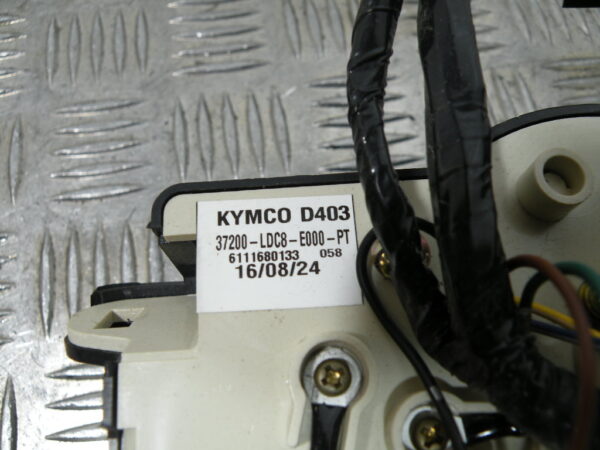 KYMCO D403
37200-LDC8-E000-PT
6111680133 058
16/08/24